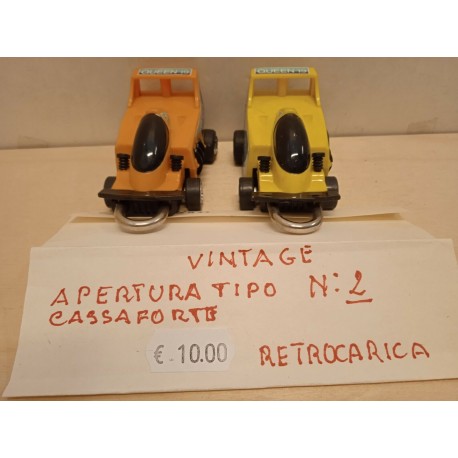 VINTAGE
APERTURA TIPO N: 2
CASSAFORTE
€ 10.00
RETROCARICA